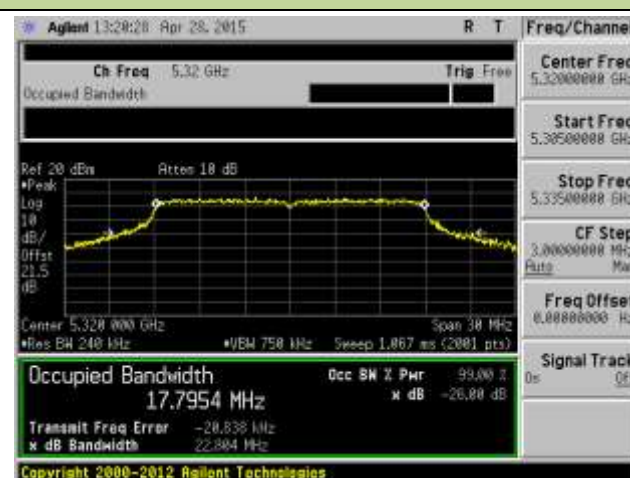 Agilent 13:20:28 Apr 28, 2015 R T
Ch Freq 5.32 GHz Trig Free
Occupied Bandwidth
Ref 20 dBm Atten 10 dB
•Peak
Log
10
dB/
Offst
21.5
dB
Center 5.320 000 GHz Span 30 MHz
•Res BW 240 kHz •VBW 750 kHz Sweep 1.067 ms (2001 pts)
Occupied Bandwidth Occ BW % Pwr 99.00 %
17.7954 MHz x dB -26.00 dB
Transmit Freq Error -20.838 kHz
x dB Bandwidth 22.804 MHz
Copyright 2000-2012 Agilent Technologies
Freq/Channel
Center Freq
5.32000000 GHz
Start Freq
5.30500000 GHz
Stop Freq
5.33500000 GHz
CF Step
3.00000000 MHz
Auto Man
Freq Offset
0.00000000 Hz
Signal Track
On Off